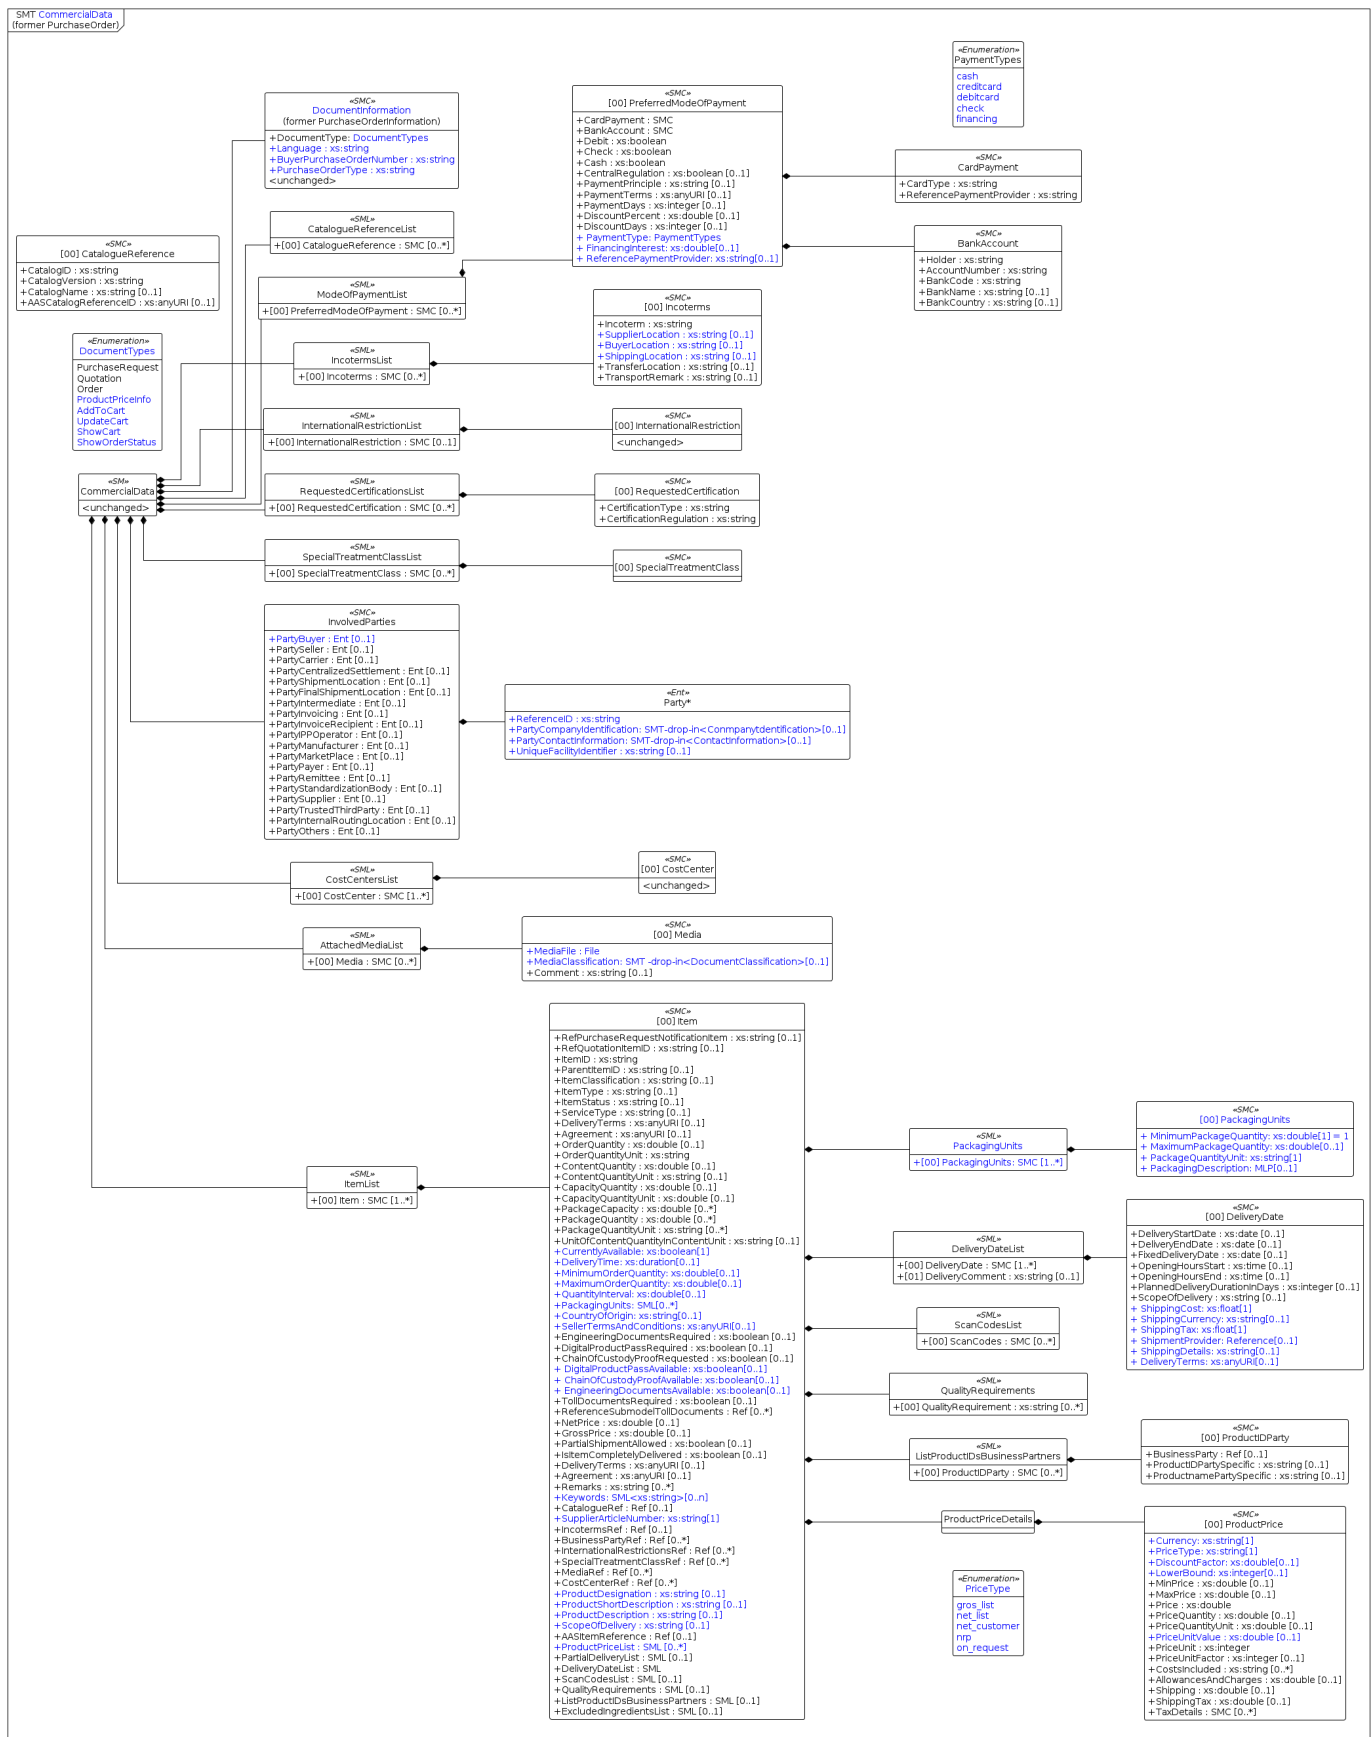 SMT CommercialData
(former PurchaseOrder)
«Enumeration»
PaymentTypes
cash
creditcard
debitcard
check
financing
«SMC»
DocumentInformation
(former PurchaseOrderInformation)
+DocumentType: DocumentTypes
+Language : xs:string
+BuyerPurchaseOrderNumber : xs:string
+PurchaseOrderType : xs:string
<unchanged>
«SMC»
[00] PreferredModeOfPayment
+CardPayment : SMC
+BankAccount : SMC
+Debit : xs:boolean
+Check : xs:boolean
+Cash : xs:boolean
+CentralRegulation : xs:boolean [0..1]
+PaymentPrinciple : xs:string [0..1]
+PaymentTerms : xs:anyURI [0..1]
+PaymentDays : xs:integer [0..1]
+DiscountPercent : xs:double [0..1]
+DiscountDays : xs:integer [0..1]
+ PaymentType: PaymentTypes
+ FinancingInterest: xs:double[0..1]
+ ReferencePaymentProvider: xs:string[0..1]
«SMC»
CardPayment
+CardType : xs:string
+ReferencePaymentProvider : xs:string
«SML»
CatalogueReferenceList
+[00] CatalogueReference : SMC [0..*]
«SMC»
[00] CatalogueReference
+CatalogID : xs:string
+CatalogVersion : xs:string
+CatalogName : xs:string [0..1]
+AASCatalogReferenceID : xs:anyURI [0..1]
«SMC»
BankAccount
+Holder : xs:string
+AccountNumber : xs:string
+BankCode : xs:string
+BankName : xs:string [0..1]
+BankCountry : xs:string [0..1]
«SML»
ModeOfPaymentList
+[00] PreferredModeOfPayment : SMC [0..*]
«SMC»
[00] Incoterms
+Incoterm : xs:string
+SupplierLocation : xs:string [0..1]
+BuyerLocation : xs:string [0..1]
+ShippingLocation : xs:string [0..1]
+TransferLocation : xs:string [0..1]
+TransportRemark : xs:string [0..1]
«Enumeration»
DocumentTypes
PurchaseRequest
Quotation
Order
ProductPriceInfo
AddToCart
UpdateCart
ShowCart
ShowOrderStatus
«SML»
IncotermsList
+[00] Incoterms : SMC [0..*]
«SML»
InternationalRestrictionList
+[00] InternationalRestriction : SMC [0..1]
«SMC»
[00] InternationalRestriction
<unchanged>
«SM»
CommercialData
<unchanged>
«SML»
RequestedCertificationsList
+[00] RequestedCertification : SMC [0..*]
«SMC»
[00] RequestedCertification
+CertificationType : xs:string
+CertificationRegulation : xs:string
«SML»
SpecialTreatmentClassList
+[00] SpecialTreatmentClass : SMC [0..*]
«SMC»
[00] SpecialTreatmentClass
«SMC»
InvolvedParties
+PartyBuyer : Ent [0..1]
+PartySeller : Ent [0..1]
+PartyCarrier : Ent [0..1]
+PartyCentralizedSettlement : Ent [0..1]
+PartyShipmentLocation : Ent [0..1]
+PartyFinalShipmentLocation : Ent [0..1]
+PartyIntermediate : Ent [0..1]
+PartyInvoicing : Ent [0..1]
+PartyInvoiceRecipient : Ent [0..1]
+PartyIPPOperator : Ent [0..1]
+PartyManufacturer : Ent [0..1]
+PartyMarketPlace : Ent [0..1]
+PartyPayer : Ent [0..1]
+PartyRemittee : Ent [0..1]
+PartyStandardizationBody : Ent [0..1]
+PartySupplier : Ent [0..1]
+PartyTrustedThirdParty : Ent [0..1]
+PartyInternalRoutingLocation : Ent [0..1]
+PartyOthers : Ent [0..1]
«Ent»
Party*
+ReferenceID : xs:string
+PartyCompanyIdentification: SMT-drop-in<Conmpanytdentification>[0..1]
+PartyContactInformation: SMT-drop-in<ContactInformation>[0..1]
+UniqueFacilityIdentifier : xs:string [0..1]
«SML»
CostCentersList
+[00] CostCenter : SMC [1..*]
«SMC»
[00] CostCenter
<unchanged>
«SML»
AttachedMediaList
+[00] Media : SMC [0..*]
«SMC»
[00] Media
+MediaFile : File
+MediaClassification: SMT -drop-in<DocumentClassification>[0..1]
+Comment : xs:string [0..1]
«SML»
ItemList
+[00] Item : SMC [1..*]
«SMC»
[00] Item
+RefPurchaseRequestNotificationItem : xs:string [0..1]
+RefQuotationItemID : xs:string [0..1]
+ItemID : xs:string
+ParentItemID : xs:string [0..1]
+ItemClassification : xs:string [0..1]
+ItemType : xs:string [0..1]
+ItemStatus : xs:string [0..1]
+ServiceType : xs:string [0..1]
+DeliveryTerms : xs:anyURI [0..1]
+Agreement : xs:anyURI [0..1]
+OrderQuantity : xs:double [0..1]
+OrderQuantityUnit : xs:string
+ContentQuantity : xs:double [0..1]
+ContentQuantityUnit : xs:string [0..1]
+CapacityQuantity : xs:double [0..1]
+CapacityQuantityUnit : xs:double [0..1]
+PackageCapacity : xs:double [0..*]
+PackageQuantity : xs:double [0..*]
+PackageQuantityUnit : xs:string [0..*]
+UnitOfContentQuantityInContentUnit : xs:string [0..1]
+CurrentlyAvailable: xs:boolean[1]
+DeliveryTime: xs:duration[0..1]
+MinimumOrderQuantity: xs:double[0..1]
+MaximumOrderQuantity: xs:double[0..1]
+QuantityInterval: xs:double[0..1]
+PackagingUnits: SML[0..*]
+CountryOfOrigin: xs:string[0..1]
+SellerTermsAndConditions: xs:anyURI[0..1]
+EngineeringDocumentsRequired : xs:boolean [0..1]
+DigitalProductPassRequired : xs:boolean [0..1]
+ChainOfCustodyProofRequested : xs:boolean [0..1]
+ DigitalProductPassAvailable: xs:boolean[0..1]
+ ChainOfCustodyProofAvailable: xs:boolean[0..1]
+ EngineeringDocumentsAvailable: xs:boolean[0..1]
+TollDocumentsRequired : xs:boolean [0..1]
+ReferenceSubmodelTollDocuments : Ref [0..*]
+NetPrice : xs:double [0..1]
+GrossPrice : xs:double [0..1]
+PartialShipmentAllowed : xs:boolean [0..1]
+IsItemCompletelyDelivered : xs:boolean [0..1]
+DeliveryTerms : xs:anyURI [0..1]
+Agreement : xs:anyURI [0..1]
+Remarks : xs:string [0..*]
+Keywords: SML<xs:string>[0..n]
+CatalogueRef : Ref [0..1]
+SupplierArticleNumber: xs:string[1]
+IncotermsRef : Ref [0..1]
+BusinessPartyRef : Ref [0..*]
+InternationalRestrictionsRef : Ref [0..*]
+SpecialTreatmentClassRef : Ref [0..*]
+MediaRef : Ref [0..*]
+CostCenterRef : Ref [0..*]
+ProductDesignation : xs:string [0..1]
+ProductShortDescription : xs:string [0..1]
+ProductDescription : xs:string [0..1]
+ScopeOfDelivery : xs:string [0..1]
+AASItemReference : Ref [0..1]
+ProductPriceList : SML [0..*]
+PartialDeliveryList : SML [0..1]
+DeliveryDateList : SML
+ScanCodesList : SML [0..1]
+QualityRequirements : SML [0..1]
+ListProductIDsBusinessPartners : SML [0..1]
+ExcludedIngredientsList : SML [0..1]
«SML»
PackagingUnits
+[00] PackagingUnits: SMC [1..*]
«SMC»
[00] PackagingUnits
+ MinimumPackageQuantity: xs:double[1] = 1
+ MaximumPackageQuantity: xs:double[0..1]
+ PackageQuantityUnit: xs:string[1]
+ PackagingDescription: MLP[0..1]
«SML»
DeliveryDateList
+[00] DeliveryDate : SMC [1..*]
+[01] DeliveryComment : xs:string [0..1]
«SMC»
[00] DeliveryDate
+DeliveryStartDate : xs:date [0..1]
+DeliveryEndDate : xs:date [0..1]
+FixedDeliveryDate : xs:date [0..1]
+OpeningHoursStart : xs:time [0..1]
+OpeningHoursEnd : xs:time [0..1]
+PlannedDeliveryDurationInDays : xs:integer [0..1]
+ScopeOfDelivery : xs:string [0..1]
+ ShippingCost: xs:float[1]
+ ShippingCurrency: xs:string[0..1]
+ ShippingTax: xs:float[1]
+ ShipmentProvider: Reference[0..1]
+ ShippingDetails: xs:string[0..1]
+ DeliveryTerms: xs:anyURI[0..1]
«SML»
ScanCodesList
+[00] ScanCodes : SMC [0..*]
«SML»
QualityRequirements
+[00] QualityRequirement : xs:string [0..*]
«SML»
ListProductIDsBusinessPartners
+[00] ProductIDParty : SMC [0..*]
«SMC»
[00] ProductIDParty
+BusinessParty : Ref [0..1]
+ProductIDPartySpecific : xs:string [0..1]
+ProductnamePartySpecific : xs:string [0..1]
ProductPriceDetails
«SMC»
[00] ProductPrice
+Currency: xs:string[1]
+PriceType: xs:string[1]
+DiscountFactor: xs:double[0..1]
+LowerBound: xs:integer[0..1]
+MinPrice : xs:double [0..1]
+MaxPrice : xs:double [0..1]
+Price : xs:double
+PriceQuantity : xs:double [0..1]
+PriceQuantityUnit : xs:double [0..1]
+PriceUnitValue : xs:double [0..1]
+PriceUnit : xs:integer
+PriceUnitFactor : xs:integer [0..1]
+CostsIncluded : xs:string [0..*]
+AllowancesAndCharges : xs:double [0..1]
+Shipping : xs:double [0..1]
+ShippingTax : xs:double [0..1]
+TaxDetails : SMC [0..*]
«Enumeration»
PriceType
gros_list
net_list
net_customer
nrp
on_request